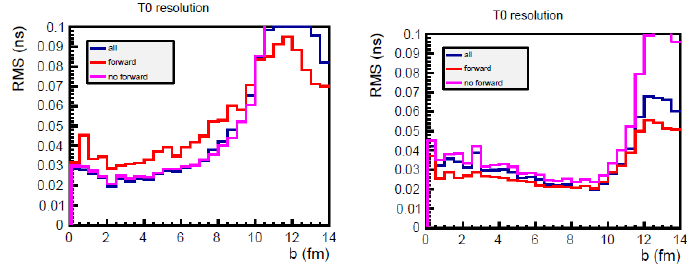 T0 resolution
RMS (ns)
0.1
0.09
0.08
0.07
0.06
0.05
0.04
0.03
0.02
0.01
0
all
forward
no forward
0 2 4 6 8 10 12 14
b (fm)
T0 resolution
RMS (ns)
0.1
0.09
0.08
0.07
0.06
0.05
0.04
0.03
0.02
0.01
0
all
forward
no forward
0 2 4 6 8 10 12 14
b (fm)